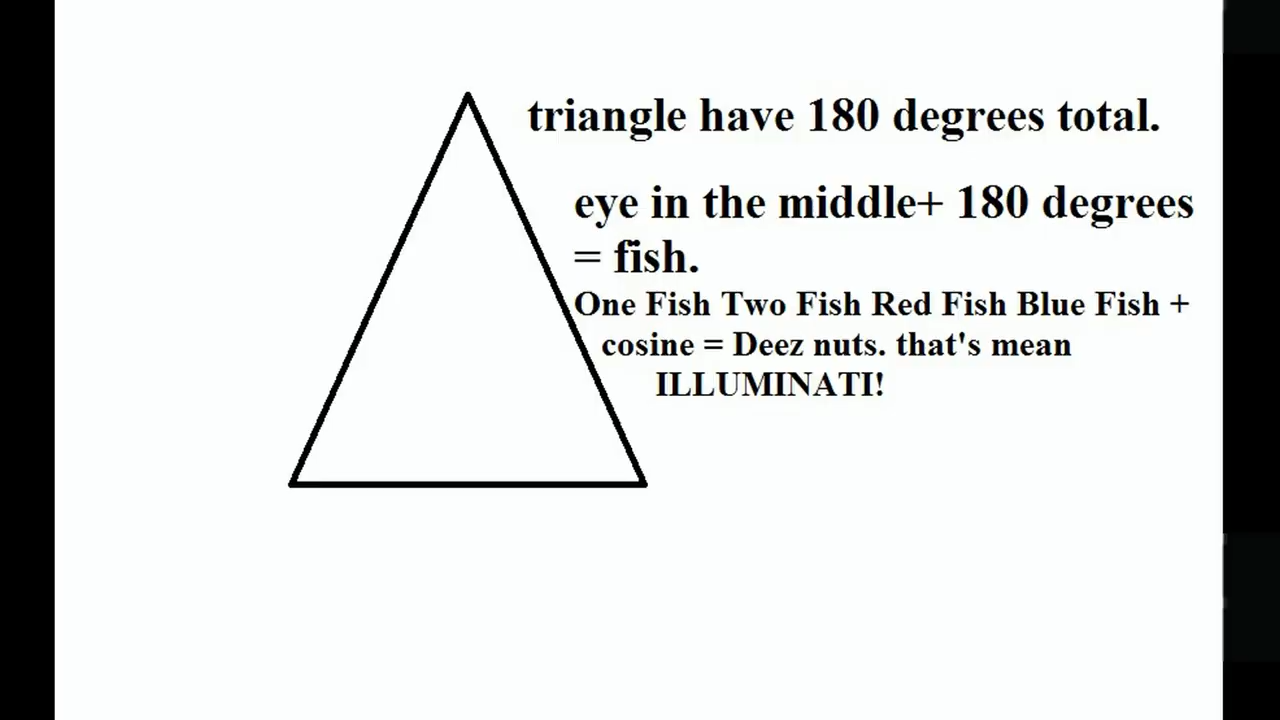 triangle have 180 degrees total.
eye in the middle+ 180 degrees
= fish.
One Fish Two Fish Red Fish Blue Fish +
cosine = Deez nuts. that's mean
ILLUMINATI!